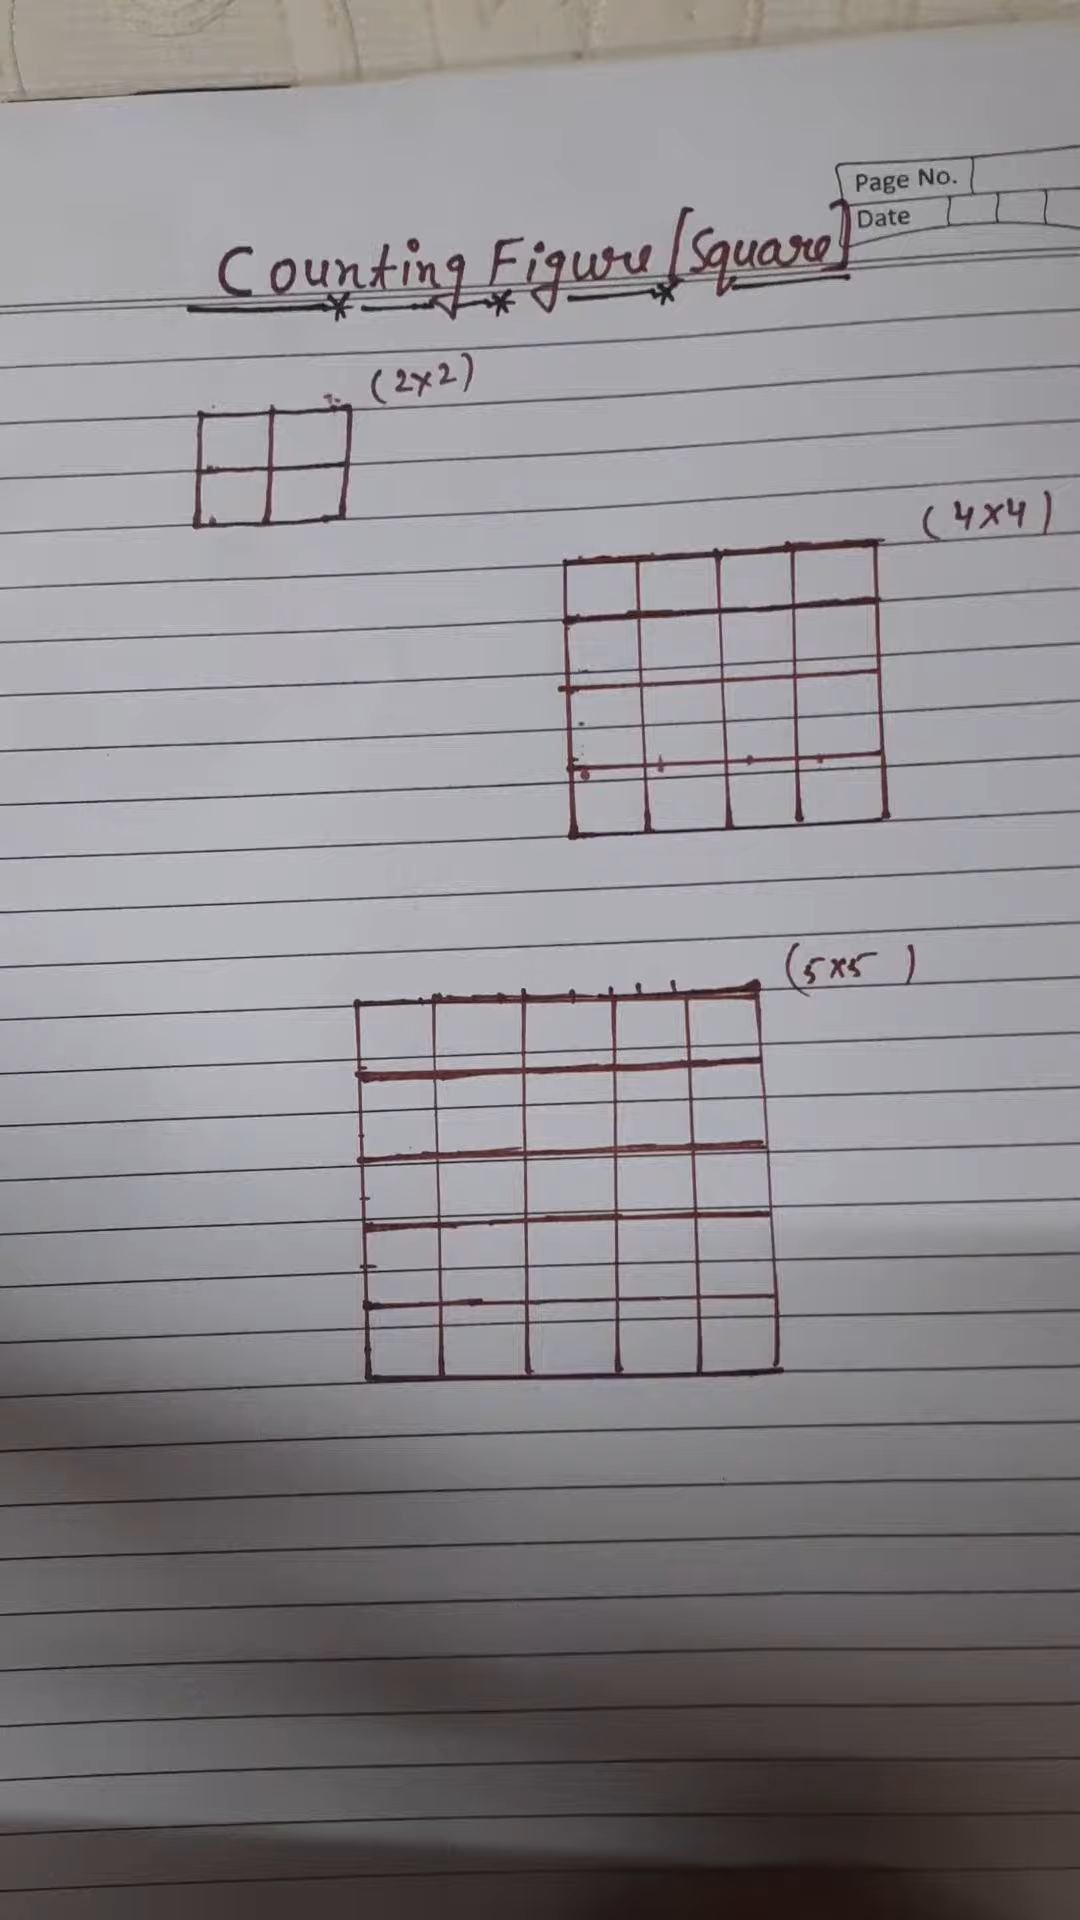 Page No.
Date
Counting Figure [Square]
(2x2)
(4x4)
(5x5)